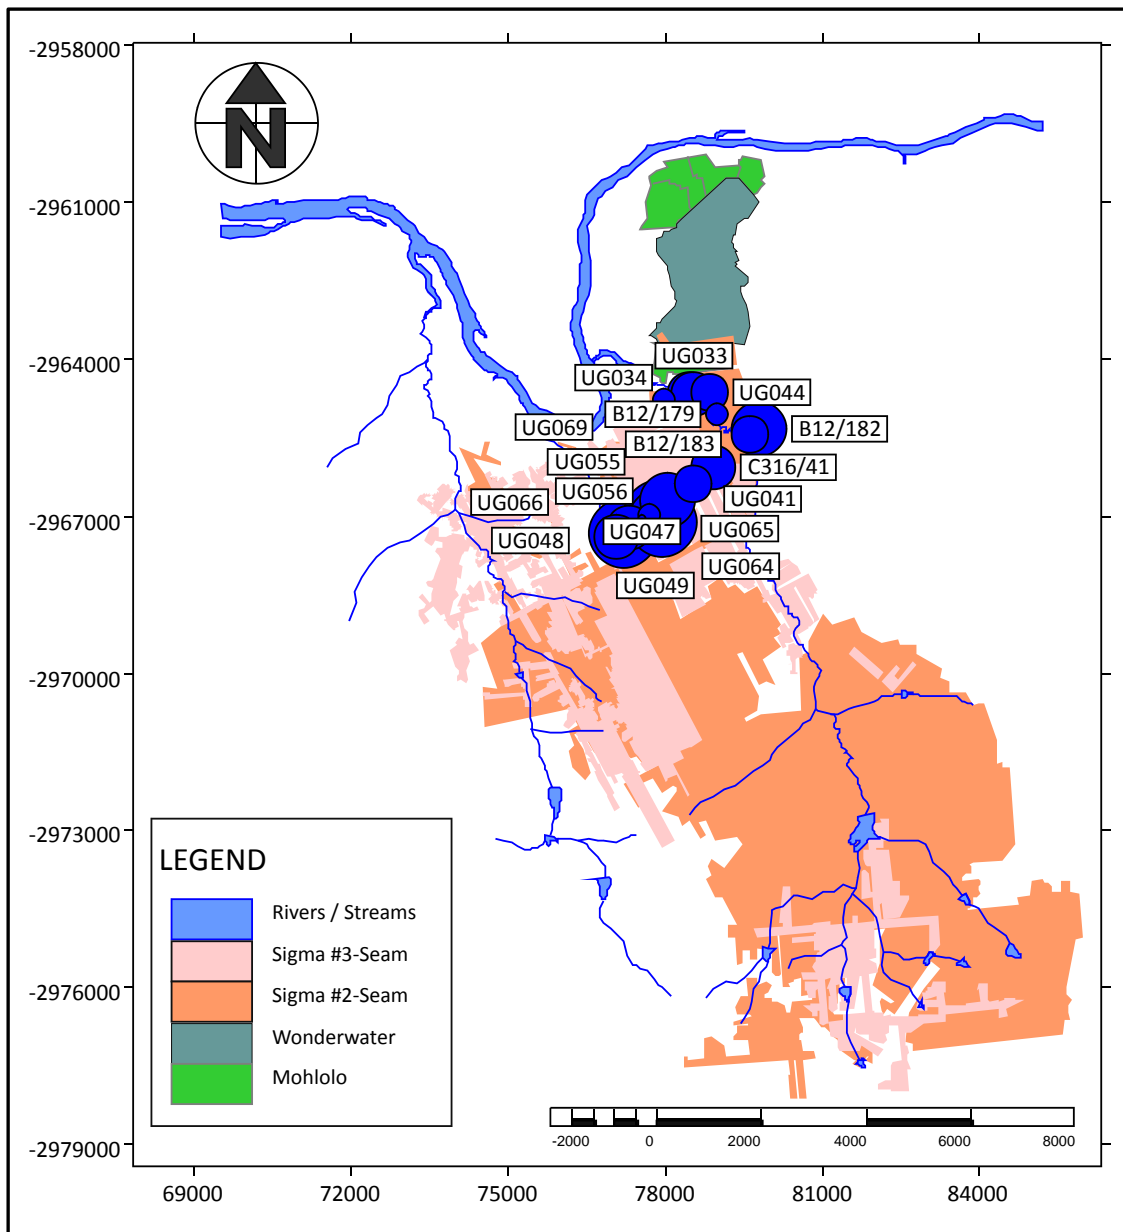 -2958000
N
-2961000
-2964000
UG033
UG034
UG044
B12/179
UG069
B12/182
B12/183
UG055
C316/41
UG056
UG066
UG041
-2967000
UG047
UG065
UG048
UG064
UG049
-2970000
-2973000
LEGEND
Rivers / Streams
Sigma #3-Seam
Sigma #2-Seam
Wonderwater
Mohlolo
-2976000
-2000 0 2000 4000 6000 8000
-2979000
69000 72000 75000 78000 81000 84000